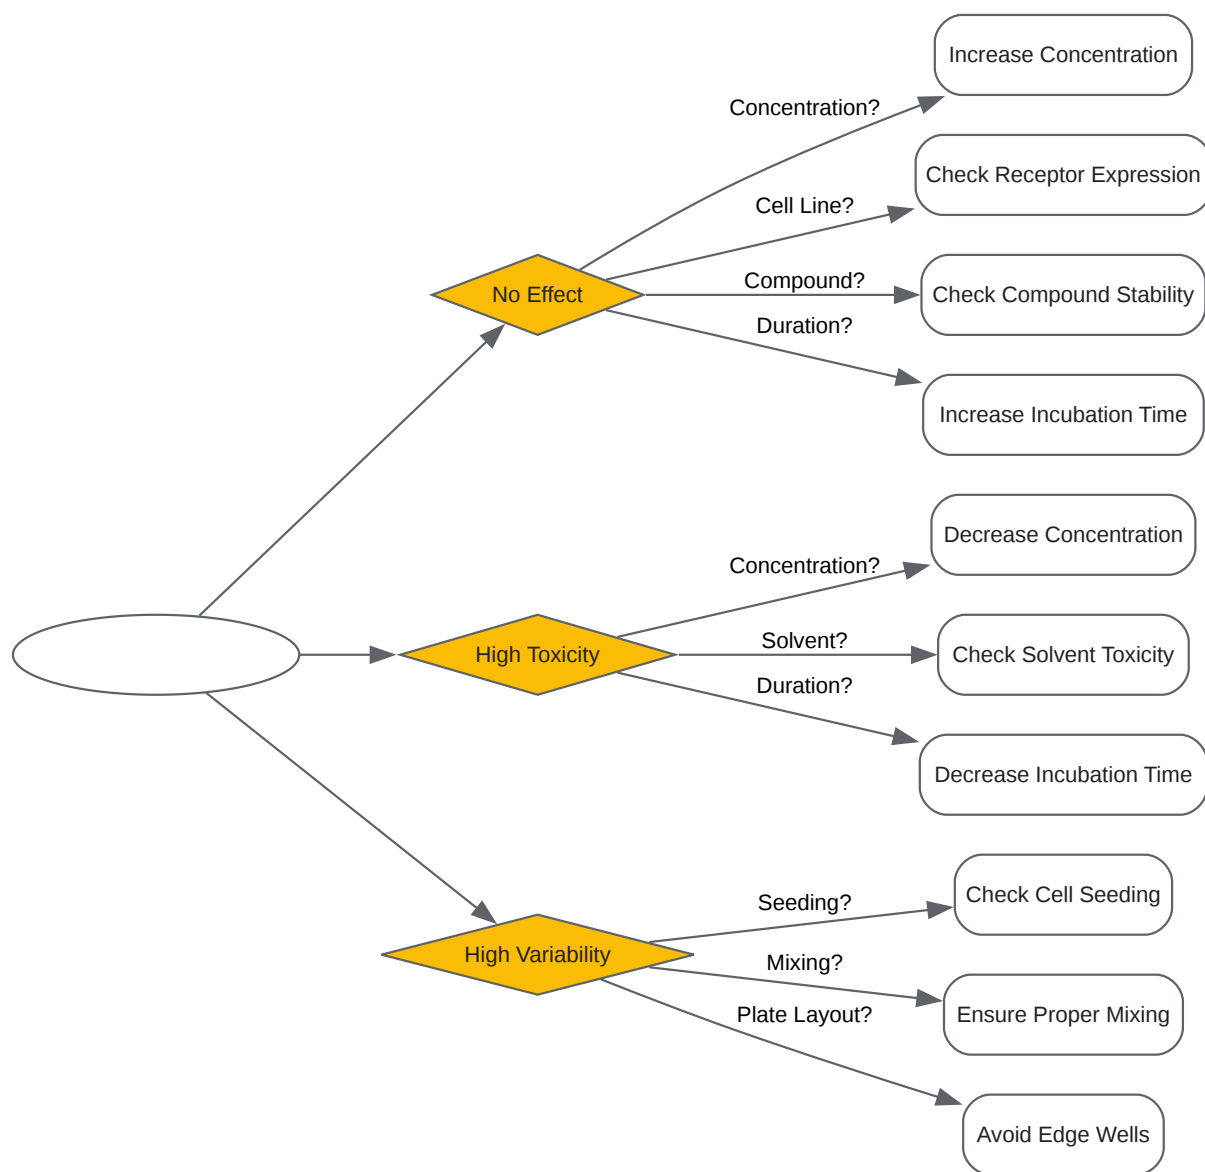 Increase Concentration
Concentration?
Check Receptor Expression
Cell Line?
No Effect
Compound?
Check Compound Stability
Duration?
Increase Incubation Time
Decrease Concentration
Concentration?
High Toxicity
Solvent?
Check Solvent Toxicity
Duration?
Decrease Incubation Time
Seeding?
Check Cell Seeding
High Variability
Mixing?
Ensure Proper Mixing
Plate Layout?
Avoid Edge Wells